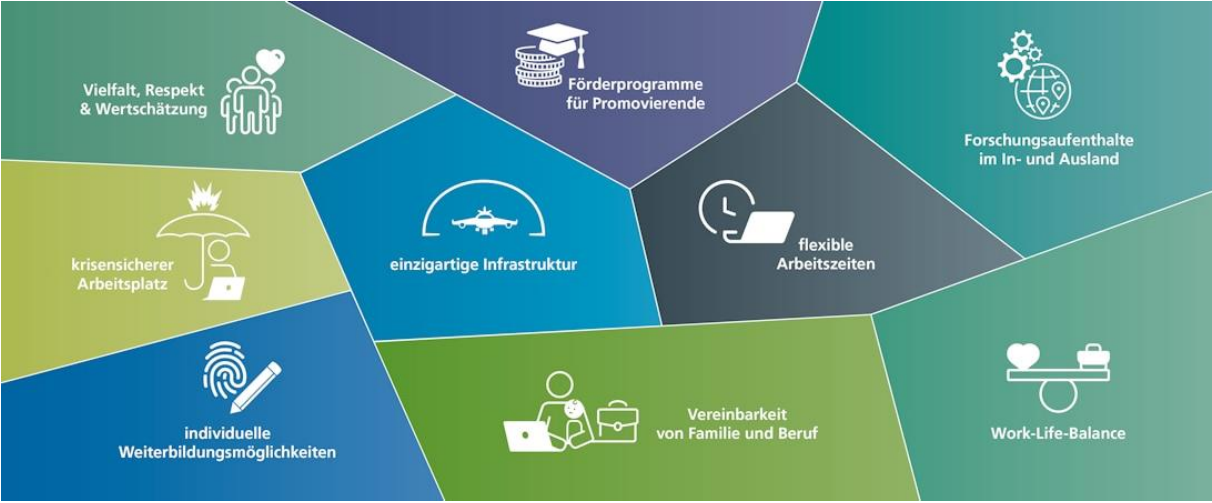 Vielfalt, Respekt
& Wertschätzung
Förderprogramme
für Promovierende
Forschungsaufenthalte
im In- und Ausland
krisensicherer
Arbeitsplatz
einzigartige Infrastruktur
flexible
Arbeitszeiten
individuelle
Weiterbildungsmöglichkeiten
Vereinbarkeit
von Familie und Beruf
Work-Life-Balance